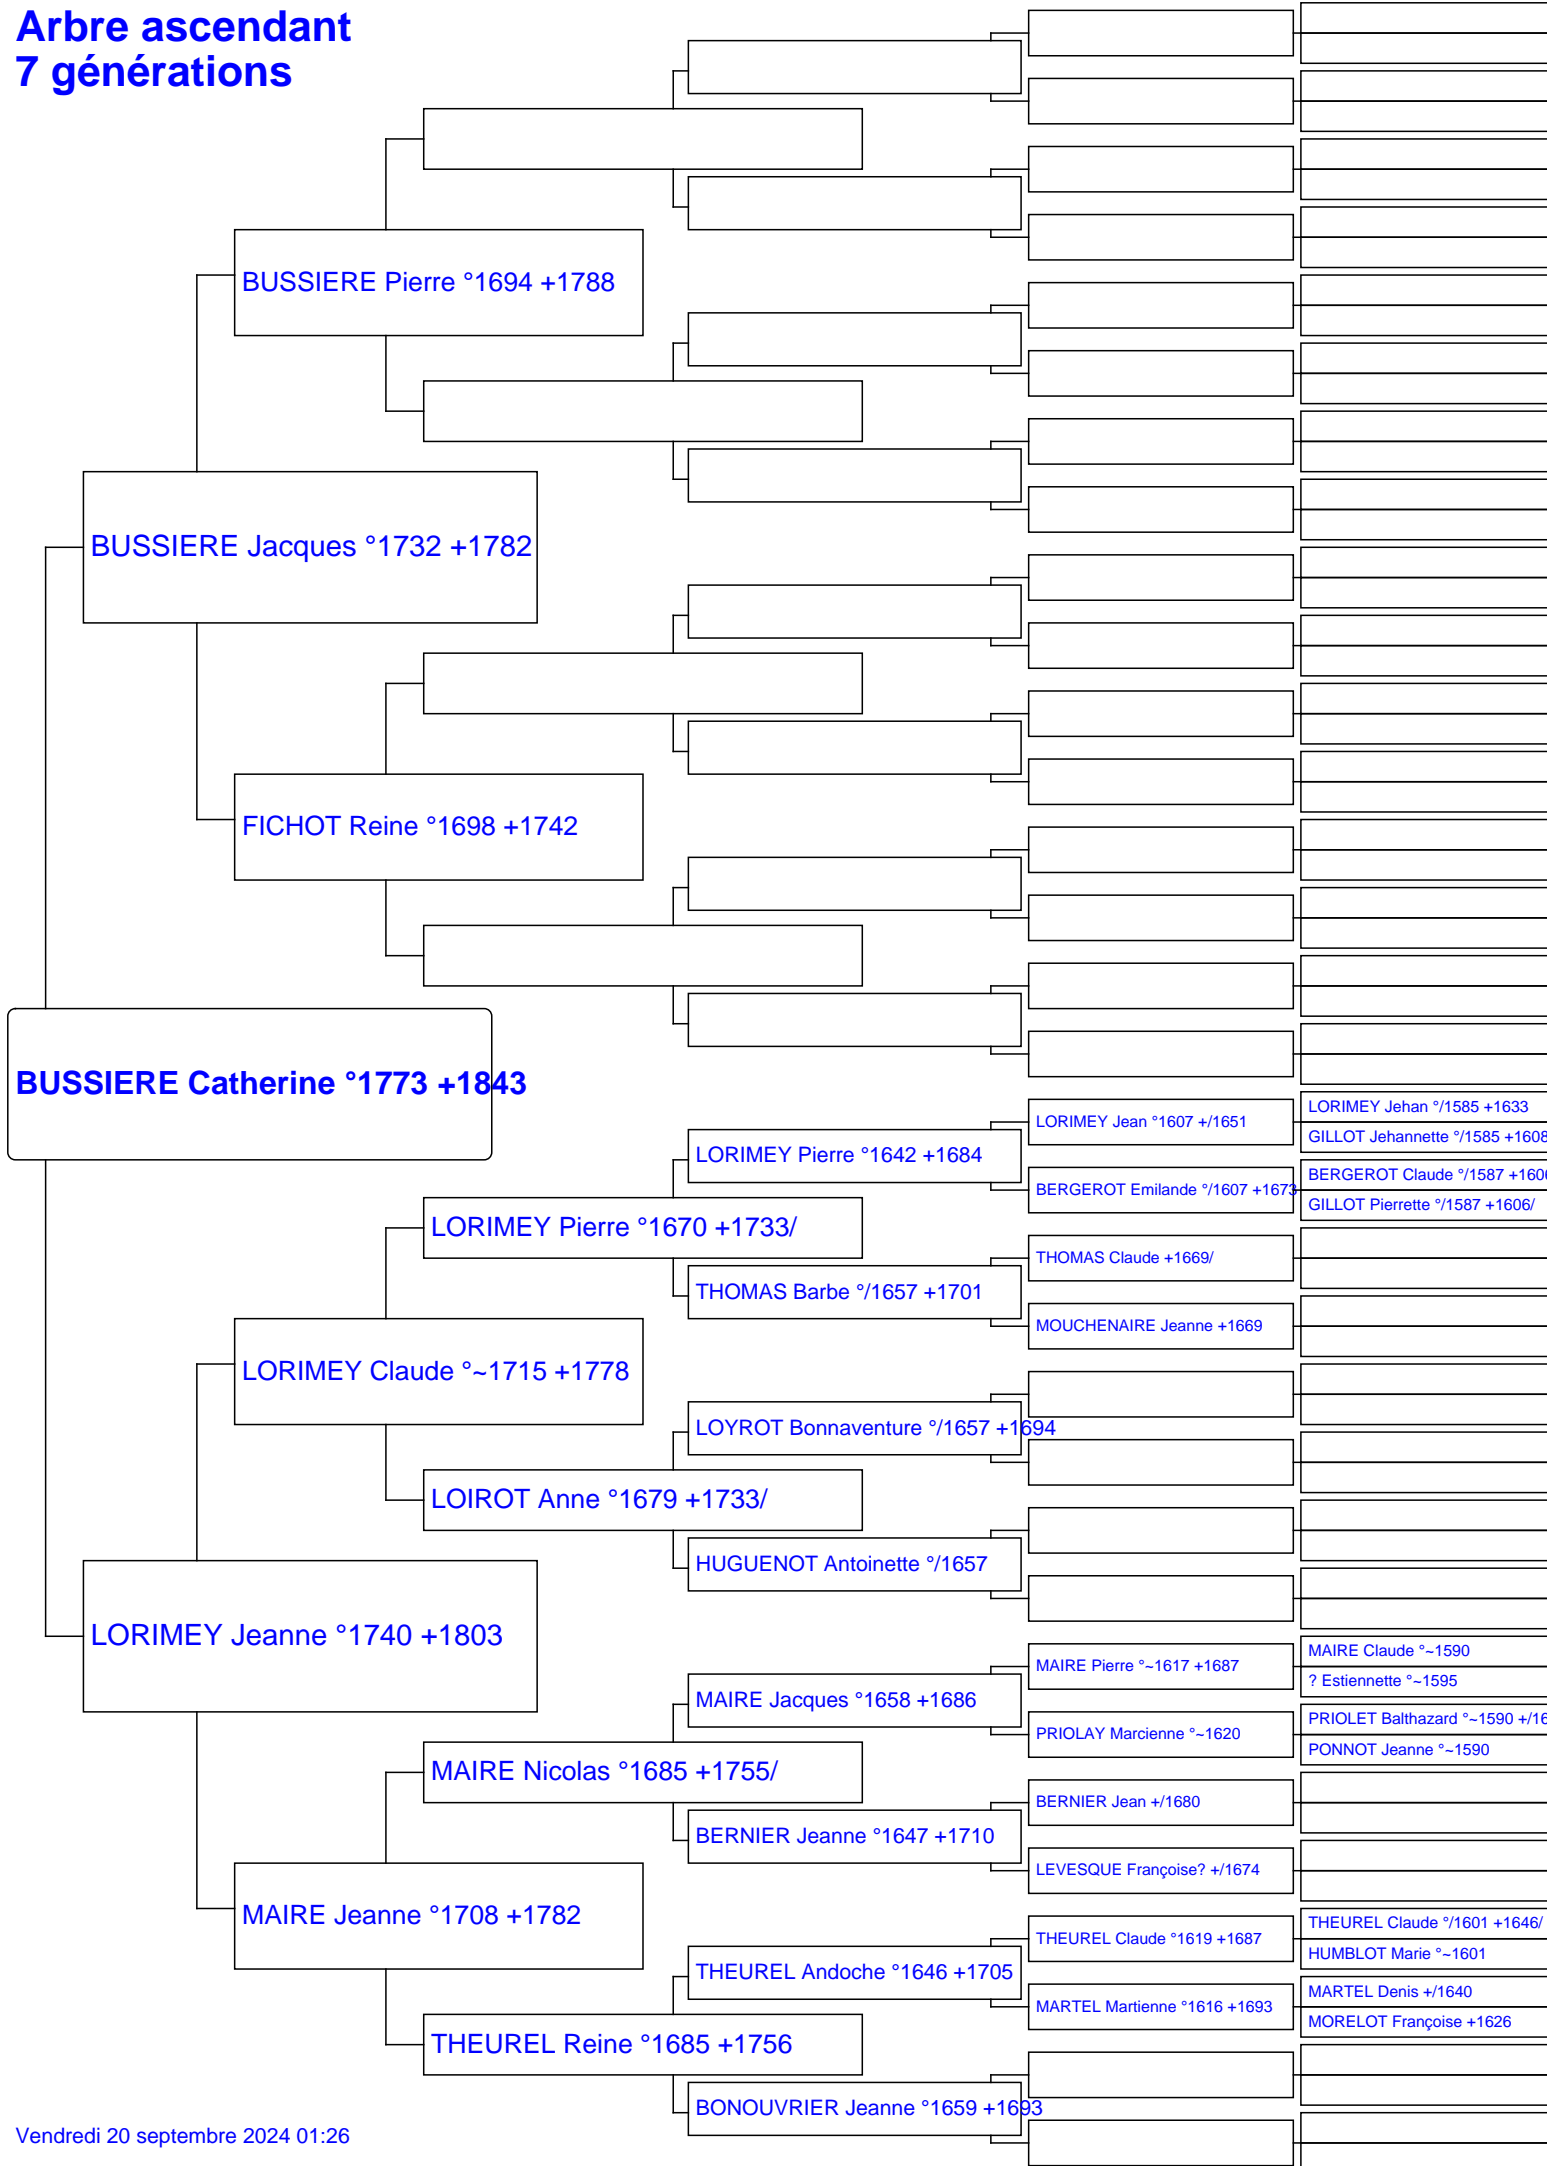 Arbre ascendant
7 générations
BUSSIERE Pierre °1694 +1788
BUSSIERE Jacques °1732 +1782
FICHOT Reine °1698 +1742
BUSSIERE Catherine °1773 +1843
LORIMEY Jehan °/1585 +1633
LORIMEY Jean °1607 +/1651
GILLOT Jehannette °/1585 +1608
LORIMEY Pierre °1642 +1684
BERGEROT Claude °/1587 +1606
BERGEROT Emilande °/1607 +1673
GILLOT Pierrette °/1587 +1606/
LORIMEY Pierre °1670 +1733/
THOMAS Claude +1669/
THOMAS Barbe °/1657 +1701
MOUCHENAIRE Jeanne +1669
LORIMEY Claude °~1715 +1778
LOYROT Bonnaventure °/1657 +1694
LOIROT Anne °1679 +1733/
HUGUENOT Antoinette °/1657
LORIMEY Jeanne °1740 +1803
MAIRE Claude °~1590
MAIRE Pierre °~1617 +1687
? Estiennette °~1595
MAIRE Jacques °1658 +1686
PRIOLET Balthazard °~1590 +/16
PRIOLAY Marcienne °~1620
PONNOT Jeanne °~1590
MAIRE Nicolas °1685 +1755/
BERNIER Jean +/1680
BERNIER Jeanne °1647 +1710
LEVESQUE Françoise? +/1674
MAIRE Jeanne °1708 +1782
THEUREL Claude °/1601 +1646/
THEUREL Claude °1619 +1687
HUMBLOT Marie °~1601
THEUREL Andoche °1646 +1705
MARTEL Denis +/1640
MARTEL Martienne °1616 +1693
MORELOT Françoise +1626
THEUREL Reine °1685 +1756
BONOUVRIER Jeanne °1659 +1693
Vendredi 20 septembre 2024 01:26